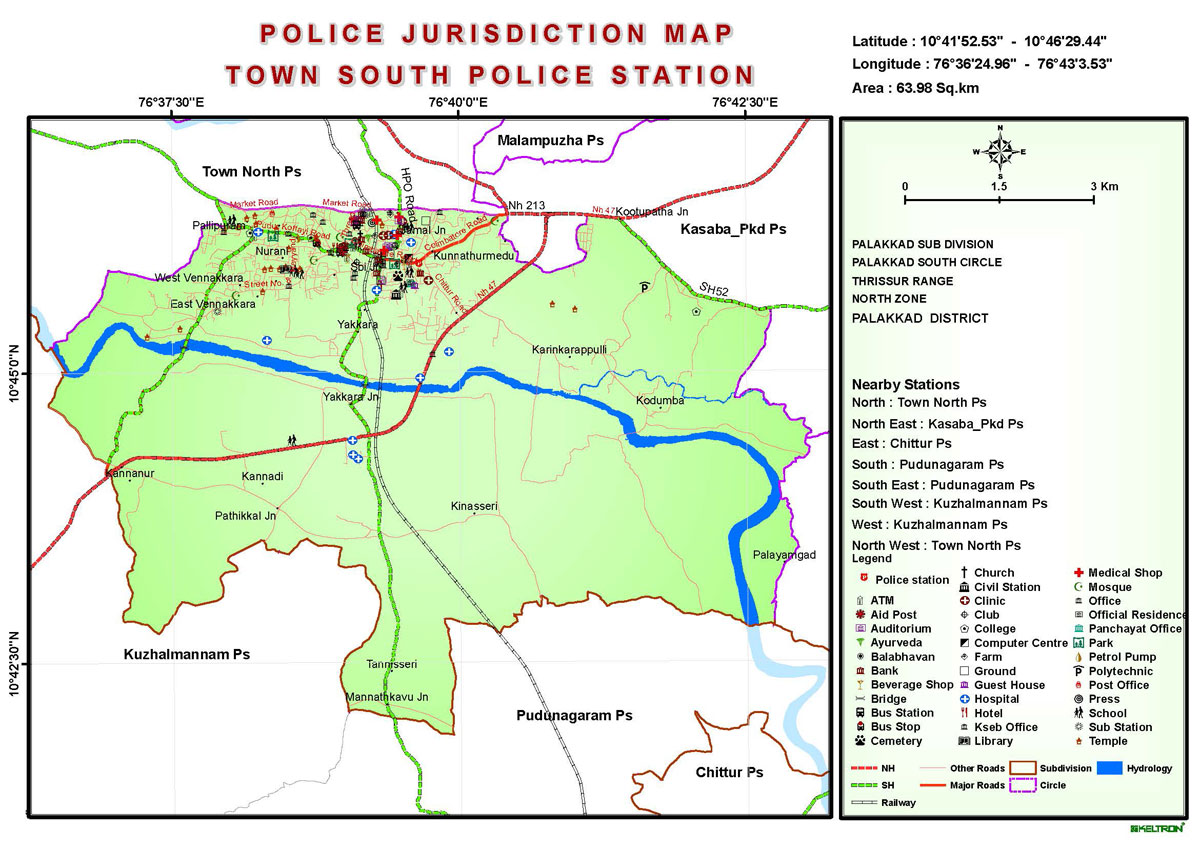 POLICE JURISDICTION MAP
TOWN SOUTH POLICE STATION
Latitude : 10°41'52.53" - 10°46'29.44"
Longitude : 76°36'24.96" - 76°43'3.53"
Area : 63.98 Sq.km
76°37'30"E
76°40'0"E
76°42'30"E
10°45'0"N
10°42'30"N
Malampuzha Ps
Town North Ps
HPO Road
Market Road
Market Road
Nh 213
Nh 47
Kootupatha Jn
Kasaba_Pkd Ps
Pallipuram
Pudu Koffayi Road
Coimbatore Road
Nurani
Kunnathurmedu
West Vennakkara
Street No.
Chittur Road
Nh 47
SH52
East Vennakkara
Yakkara
Karinkarappulli
Yakkara Jn
Kodumba
Kannanur
Kannadi
Kinasseri
Pathikkal Jn
Palayamgad
Kuzhalmannam Ps
Tannisseri
Mannathkavu Jn
Pudunagaram Ps
Chittur Ps
N
W
E
S
0
1.5
3 Km
PALAKKAD SUB DIVISION
PALAKKAD SOUTH CIRCLE
THRISSUR RANGE
NORTH ZONE
PALAKKAD DISTRICT
Nearby Stations
North : Town North Ps
North East : Kasaba_Pkd Ps
East : Chittur Ps
South : Pudunagaram Ps
South East : Pudunagaram Ps
South West : Kuzhalmannam Ps
West : Kuzhalmannam Ps
North West : Town North Ps
Legend
Police station
ATM
Aid Post
Auditorium
Ayurveda
Balabhavan
Bank
Beverage Shop
Bridge
Bus Station
Bus Stop
Cemetery
Church
Civil Station
Clinic
Club
College
Computer Centre
Farm
Ground
Guest House
Hospital
Hotel
Kseb Office
Library
Medical Shop
Mosque
Office
Official Residence
Panchayat Office
Park
Petrol Pump
Polytechnic
Post Office
Press
School
Sub Station
Temple
NH
SH
Railway
Other Roads
Major Roads
Subdivision
Circle
Hydrology
KELTRON